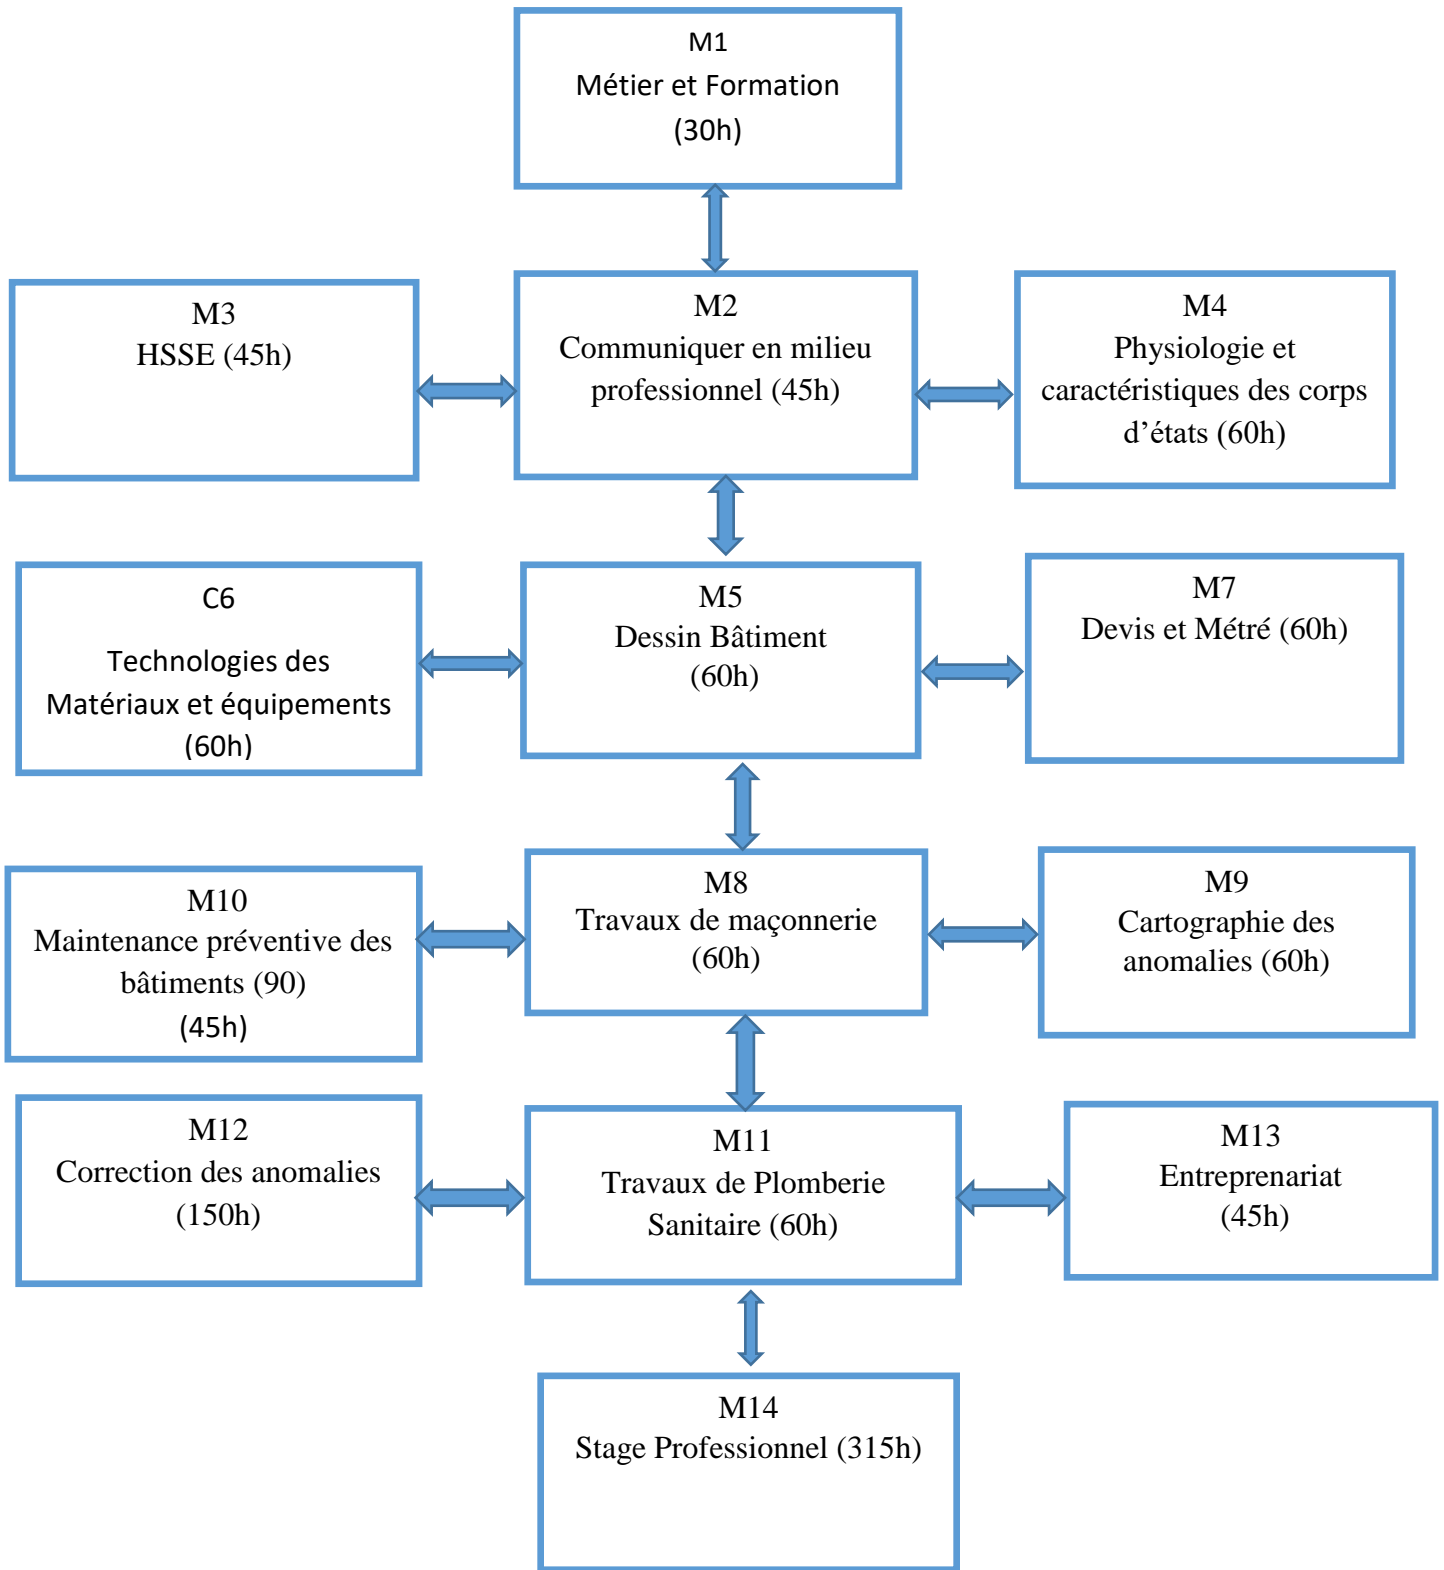 M1
Métier et Formation
(30h)
M3
HSSE (45h)
M2
Communiquer en milieu
professionnel (45h)
M4
Physiologie et
caractéristiques des corps
d’états (60h)
C6
Technologies des
Matériaux et équipements
(60h)
M5
Dessin Bâtiment
(60h)
M7
Devis et Métré (60h)
M10
Maintenance préventive des
bâtiments (90)
(45h)
M8
Travaux de maçonnerie
(60h)
M9
Cartographie des
anomalies (60h)
M12
Correction des anomalies
(150h)
M11
Travaux de Plomberie
Sanitaire (60h)
M13
Entreprenariat
(45h)
M14
Stage Professionnel (315h)